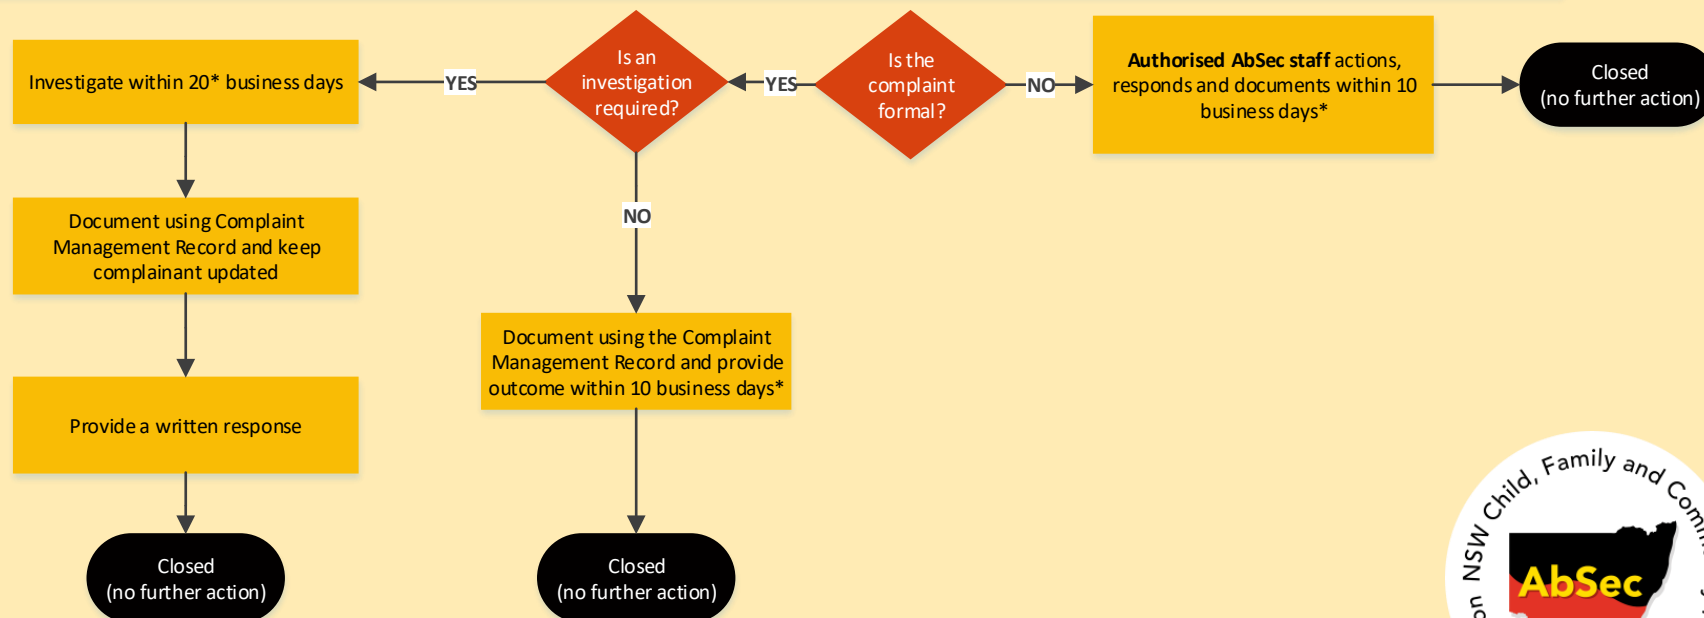 Investigate within 20* business days
YES
Is an
investigation
required?
YES
Is the
complaint
formal?
NO
Authorised AbSec staff actions,
responds and documents within 10
business days*
Closed
(no further action)
Document using Complaint
Management Record and keep
complainant updated
NO
Document using the Complaint
Management Record and provide
outcome within 10 business days*
Provide a written response
Closed
(no further action)
Closed
(no further action)
NSW Child, Family and
AbSec